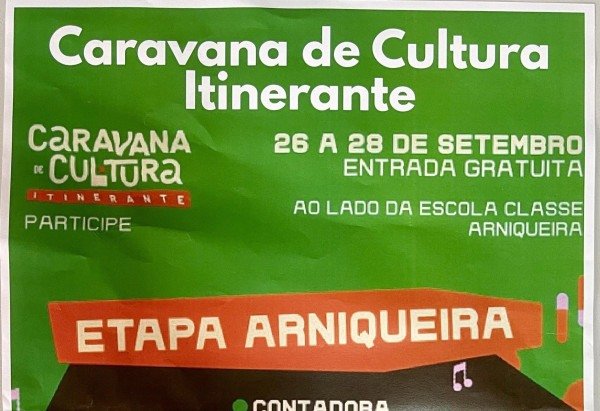 Caravana de Cultura
Itinerante
CARAVANA
DE CULTURA
ITINERANTE
PARTICIPE
26 A 28 DE SETEMBRO
ENTRADA GRATUITA
AO LADO DA ESCOLA CLASSE
ARNIQUEIRA
ETAPA ARNIQUEIRA
CONTADORA